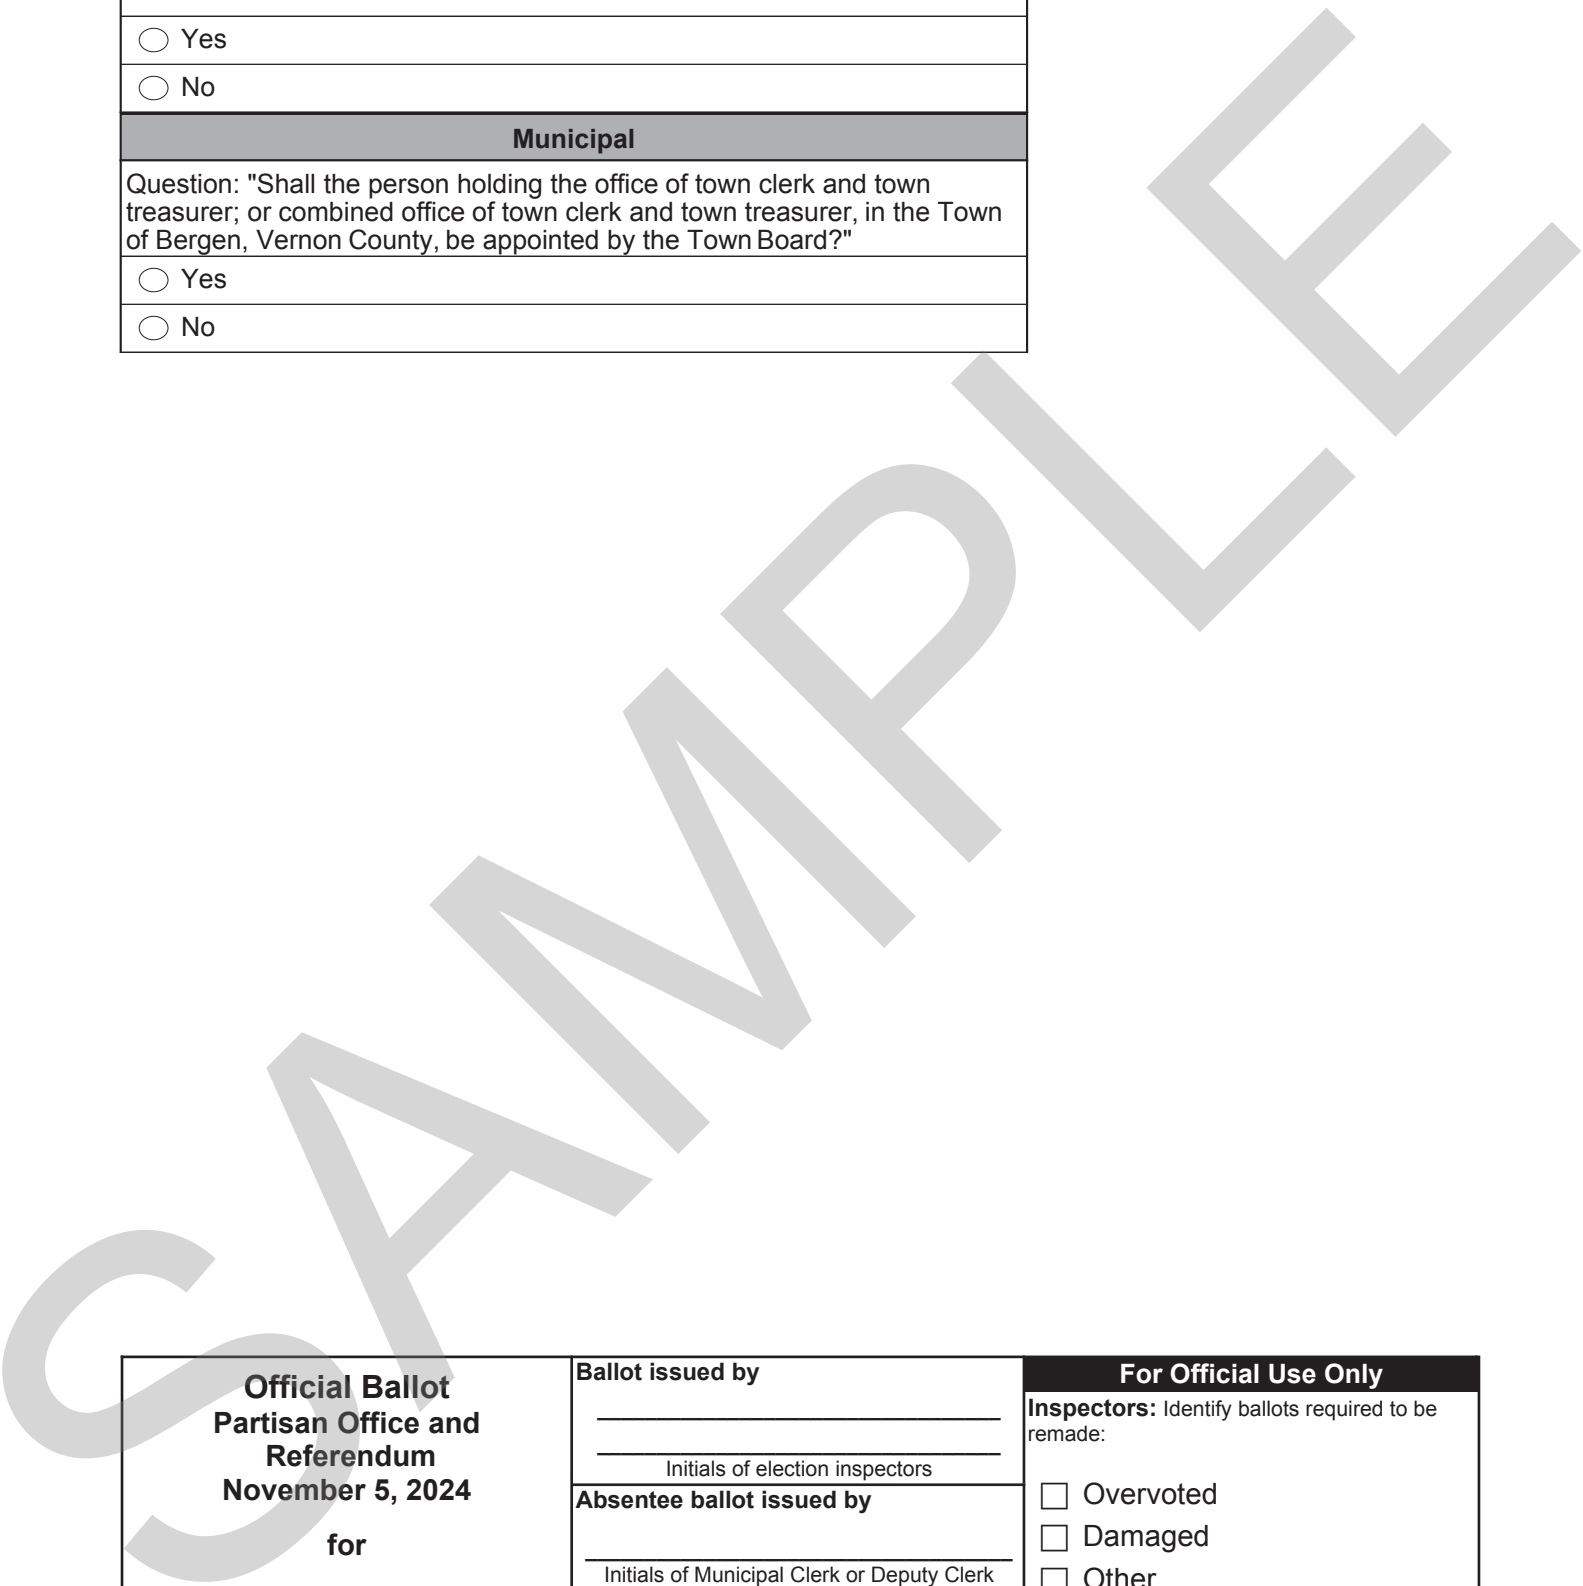 Yes
No
Municipal
Question: "Shall the person holding the office of town clerk and town
treasurer; or combined office of town clerk and town treasurer, in the Town
of Bergen, Vernon County, be appointed by the Town Board?"
Yes
No
SAMPLE
Official Ballot
Partisan Office and
Referendum
November 5, 2024
for
Ballot issued by
Initials of election inspectors
Absentee ballot issued by
Initials of Municipal Clerk or Deputy Clerk
For Official Use Only
Inspectors: Identify ballots required to be
remade:
Overvoted
Damaged
Other